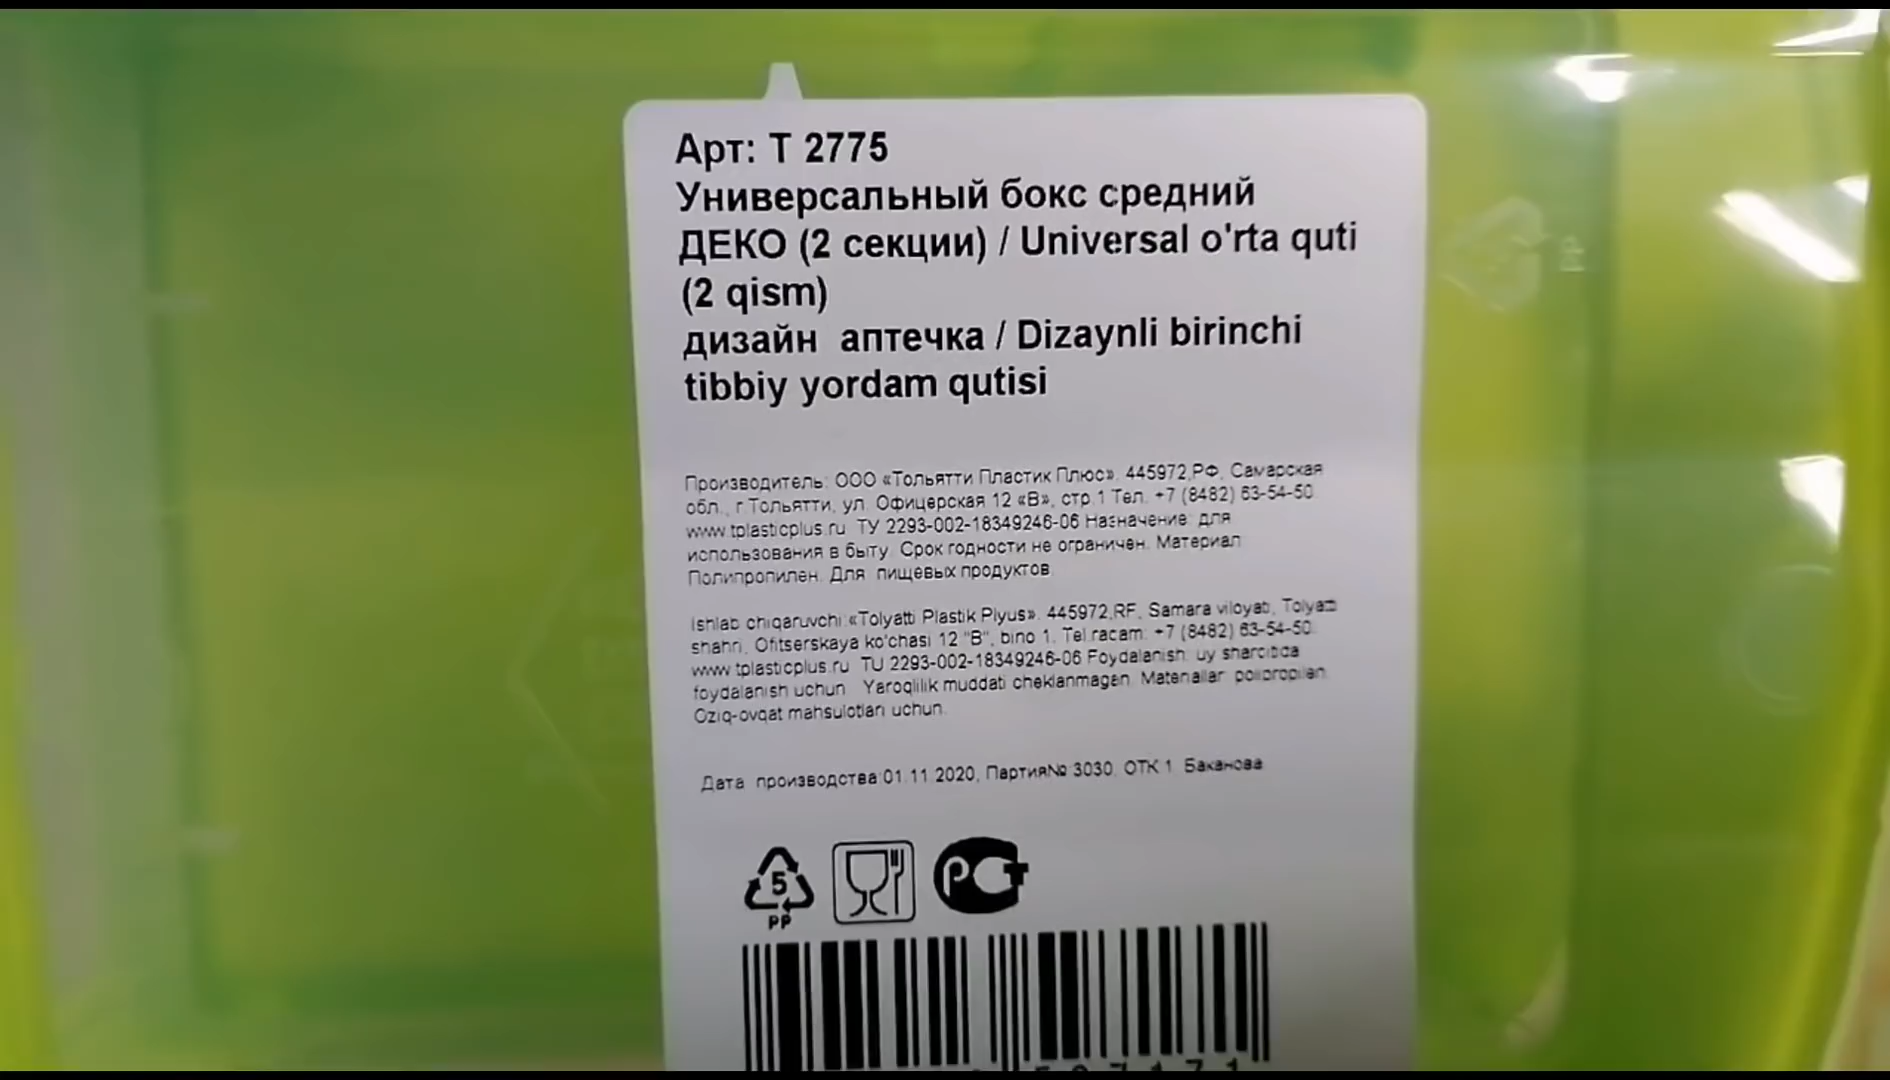 Арт: Т 2775
Универсальный бокс средний
ДЕКО (2 секции) / Universal o'rta quti
(2 qism)
дизайн аптечка / Dizaynli birinchi
tibbiy yordam qutisi
Производитель: ООО «Тольятти Пластик Плюс». 445972,РФ, Самарская
обл., г.Тольятти, ул. Офицерская 12 «В», стр.1 Тел. +7 (8482) 63-54-50.
www.tplasticplus.ru ТУ 2293-002-18349246-06 Назначение: для
использования в быту. Срок годности не ограничен. Материал:
Полипропилен. Для пищевых продуктов.
Ishlab chiqaruvchi:«Tolyatti Plastik Plyus». 445972,RF, Samara viloyati, Tolyatti
shahri, Ofitserskaya ko'chasi 12 "B", bino 1. Tel.raqam: +7 (8482) 63-54-50.
www.tplasticplus.ru TU 2293-002-18349246-06 Foydalanish: uy sharoitida
foydalanish uchun. Yaroqlilik muddati cheklanmagan. Materiallar: polipropilen.
Oziq-ovqat mahsulotlari uchun.
Дата производства:01.11.2020, Партия№:3030, ОТК 1 Баканова
5
PP
РСТ
PP